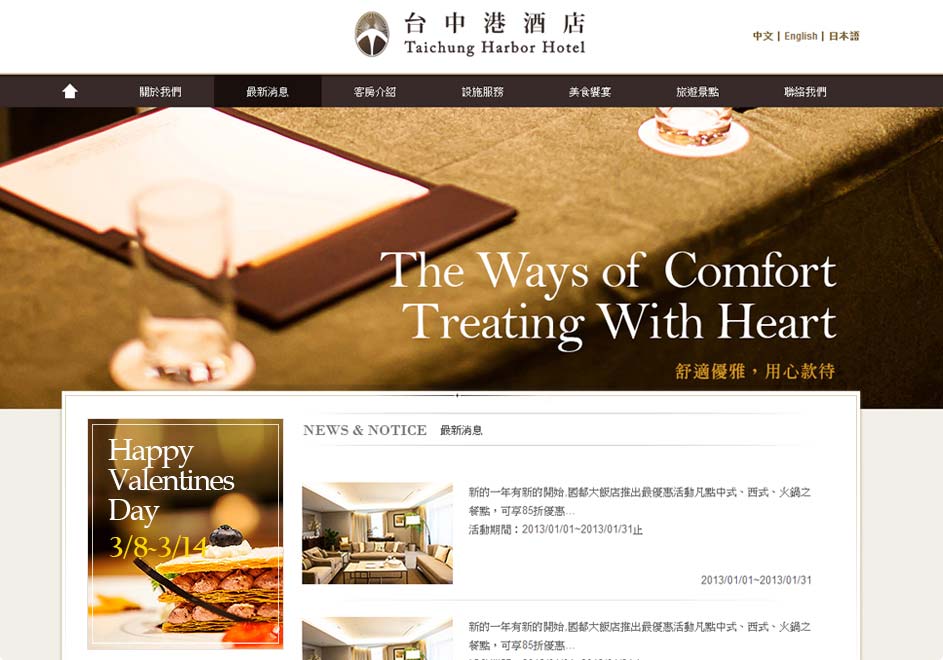 台中港酒店
Taichung Harbor Hotel
中文 | English | 日本語
關於我們 最新消息 客房介紹 設施服務 美食饗宴 旅遊景點 聯絡我們
The Ways of Comfort
Treating With Heart
舒適優雅，用心款待
Happy
Valentines
Day
3/8~3/14
NEWS & NOTICE 最新消息
新的一年有新的開始.國都大飯店推出最優惠活動凡點中式、西式、火鍋之
餐點，可享85折優惠...
活動期間：2013/01/01~2013/01/31止
2013/01/01~2013/01/31
新的一年有新的開始.國都大飯店推出最優惠活動凡點中式、西式、火鍋之
餐點，可享85折優惠...